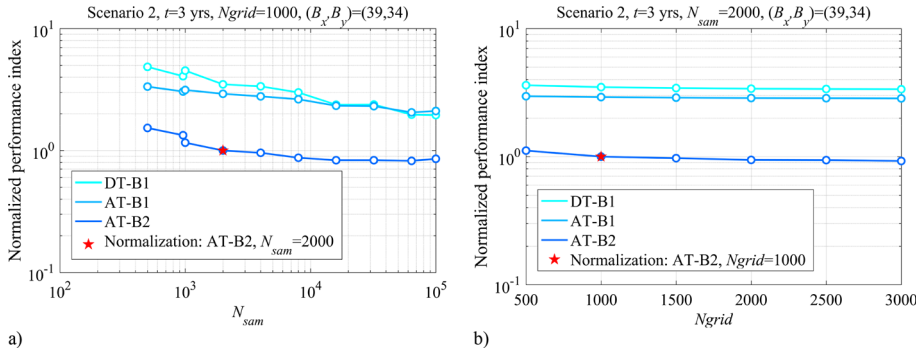 Scenario 2, t=3 yrs, Ngrid=1000, (B_x,B_y)=(39,34)
Normalized performance index
10^1
10^0
10^-1
DT-B1
AT-B1
AT-B2
Normalization: AT-B2, N_sam=2000
10^2
10^3
10^4
10^5
N_sam
a)
Scenario 2, t=3 yrs, N_sam=2000, (B_x,B_y)=(39,34)
Normalized performance index
10^1
10^0
10^-1
DT-B1
AT-B1
AT-B2
Normalization: AT-B2, Ngrid=1000
500
1000
1500
2000
2500
3000
Ngrid
b)